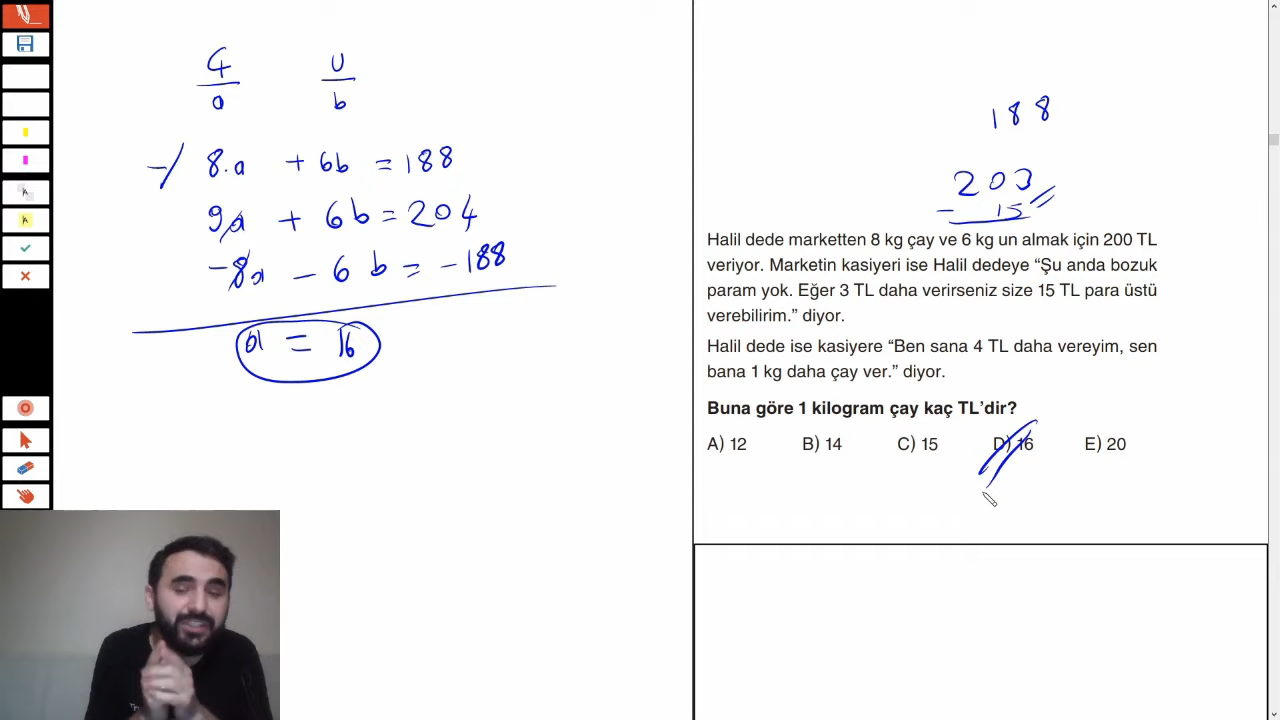 Ç U
a b
-/ 8.a + 6b = 188
9a + 6b = 204
-8a - 6b = -188
a = 16
188
203
- 15
Halil dede marketten 8 kg çay ve 6 kg un almak için 200 TL
veriyor. Marketin kasiyeri ise Halil dedeye “Şu anda bozuk
param yok. Eğer 3 TL daha verirseniz size 15 TL para üstü
verebilirim.” diyor.
Halil dede ise kasiyere “Ben sana 4 TL daha vereyim, sen
bana 1 kg daha çay ver.” diyor.
Buna göre 1 kilogram çay kaç TL’dir?
A) 12 B) 14 C) 15 D) 16 E) 20